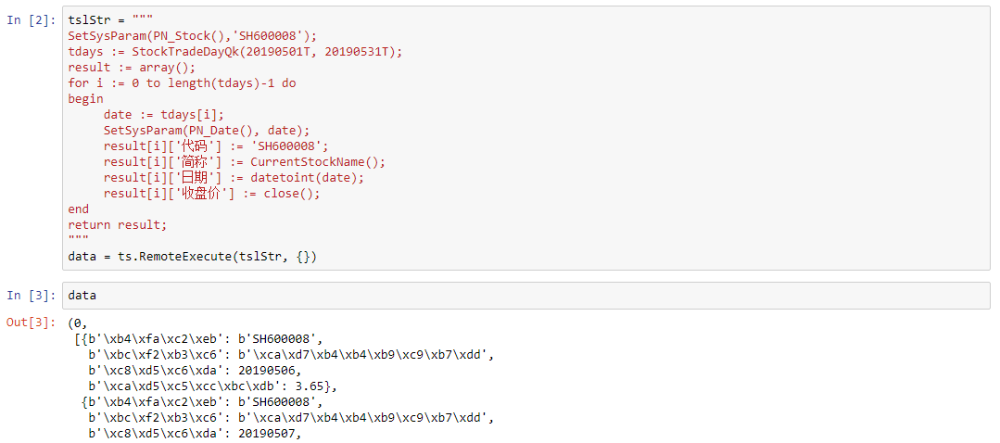 In [2]: tslStr = """
SetSysParam(PN_Stock(),'SH600008');
tdays := StockTradeDayQk(20190501T, 20190531T);
result := array();
for i := 0 to length(tdays)-1 do
begin
     date := tdays[i];
     SetSysParam(PN_Date(), date);
     result[i]['代码'] := 'SH600008';
     result[i]['简称'] := CurrentStockName();
     result[i]['日期'] := datetoint(date);
     result[i]['收盘价'] := close();
end
return result;
"""
data = ts.RemoteExecute(tslStr, {})
In [3]: data
Out[3]: (0,
 [{b'\xb4\xfa\xc2\xeb': b'SH600008',
   b'\xbc\xf2\xb3\xc6': b'\xca\xd7\xb4\xb4\xb9\xc9\xb7\xdd',
   b'\xc8\xd5\xc6\xda': 20190506,
   b'\xca\xd5\xc5\xcc\xbc\xdb': 3.65},
  {b'\xb4\xfa\xc2\xeb': b'SH600008',
   b'\xbc\xf2\xb3\xc6': b'\xca\xd7\xb4\xb4\xb9\xc9\xb7\xdd',
   b'\xc8\xd5\xc6\xda': 20190507,